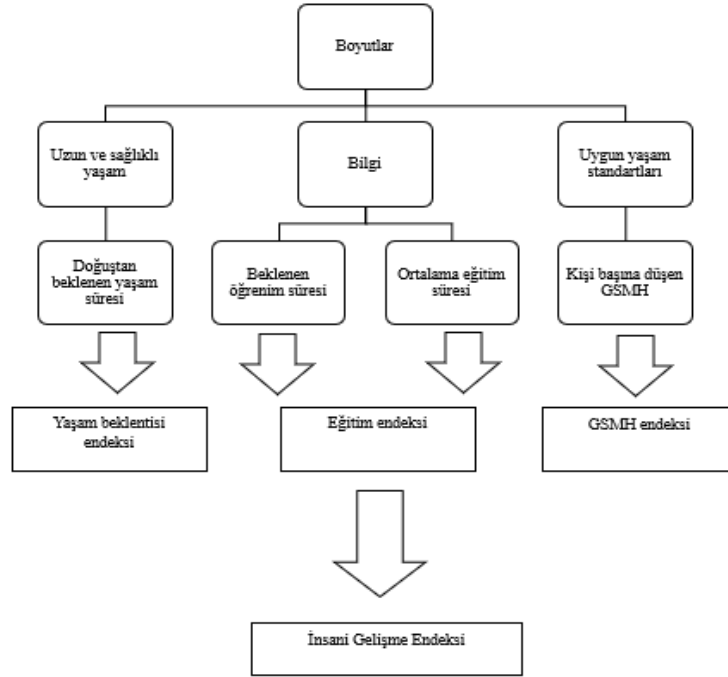 Boyutlar
Uzun ve sağlıklı
yaşam
Bilgi
Uygun yaşam
standartları
Doğuştan
beklenen yaşam
süresi
Beklenen
öğrenim süresi
Ortalama eğitim
süresi
Kişi başına düşen
GSMH
Yaşam beklentisi
endeksi
Eğitim endeksi
GSMH endeksi
İnsani Gelişme Endeksi